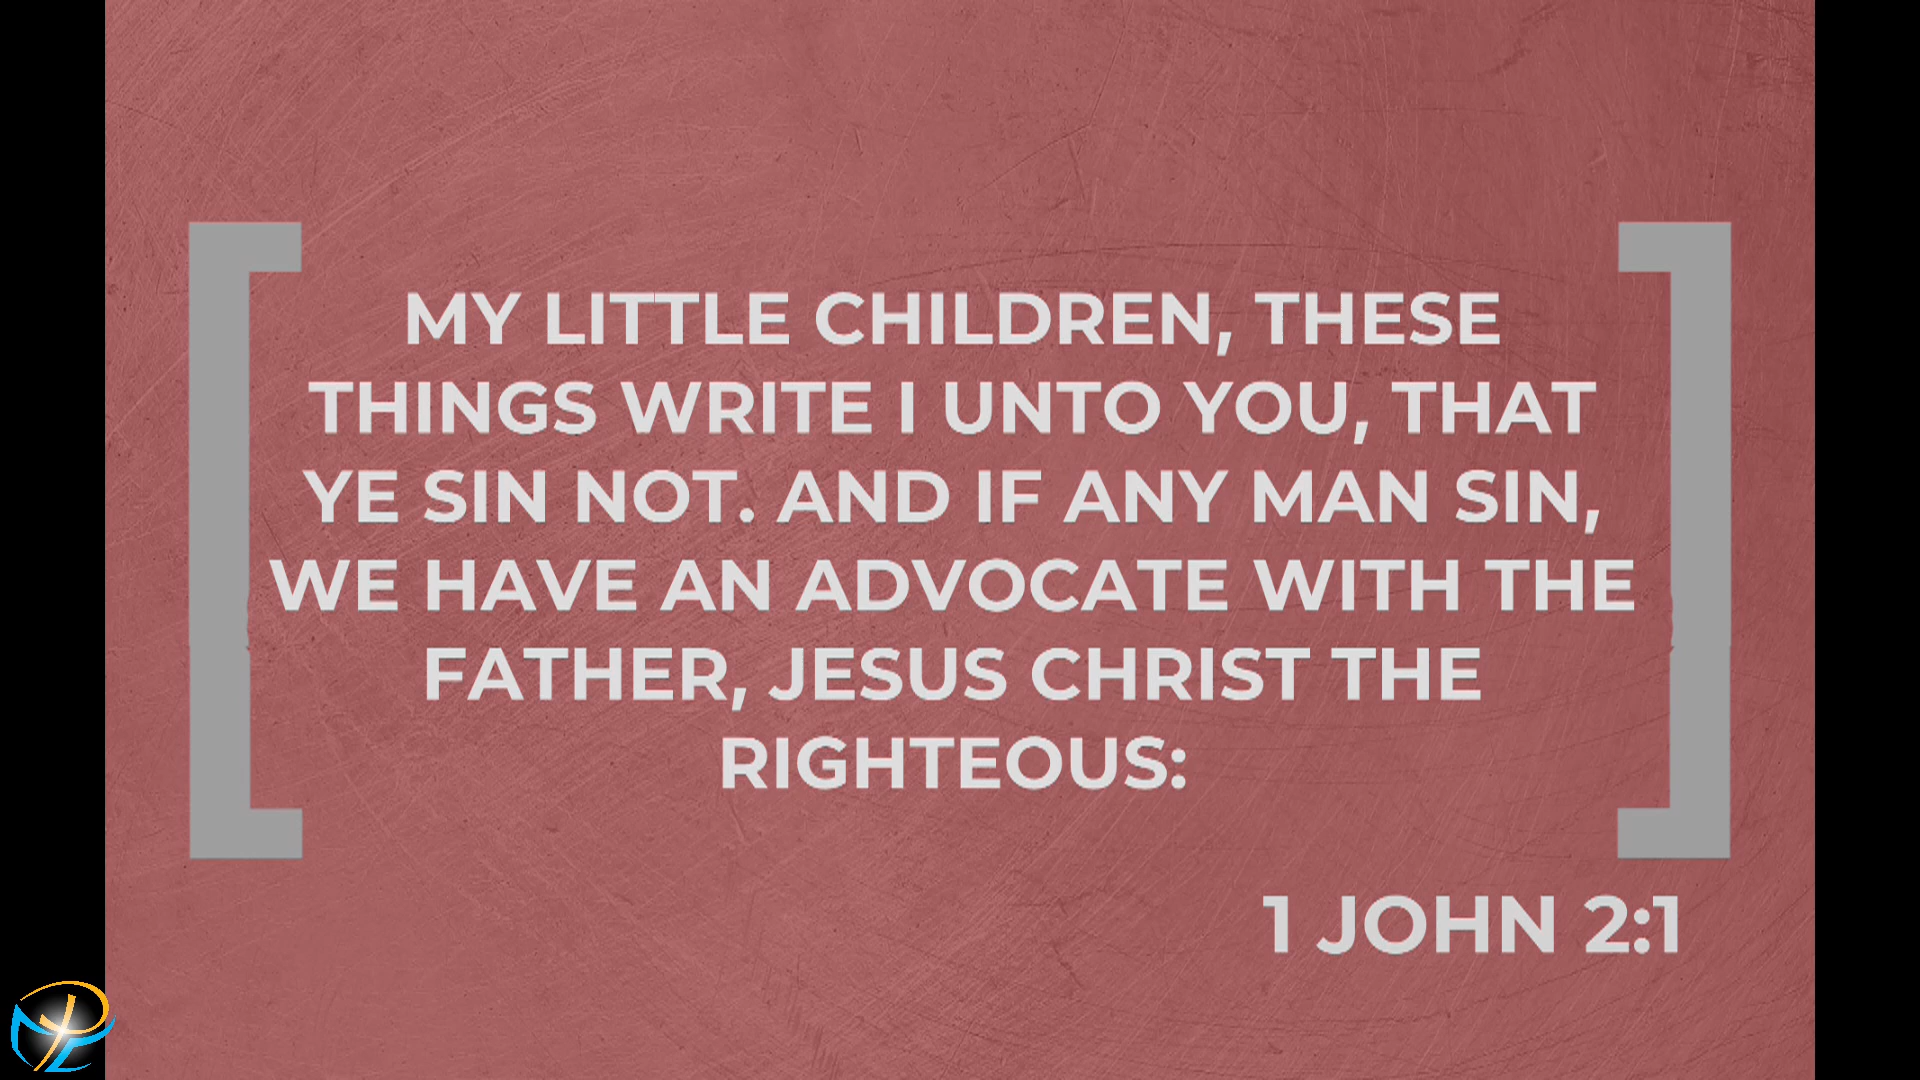 MY LITTLE CHILDREN, THESE
THINGS WRITE I UNTO YOU, THAT
YE SIN NOT. AND IF ANY MAN SIN,
WE HAVE AN ADVOCATE WITH THE
FATHER, JESUS CHRIST THE
RIGHTEOUS:
1 JOHN 2:1